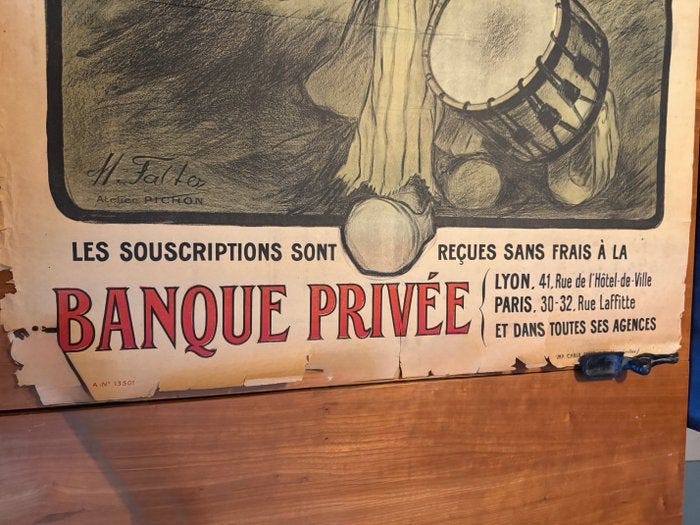 M. Falter
Atelier PICHON
LES SOUSCRIPTIONS SONT REÇUES SANS FRAIS À LA
BANQUE PRIVÉE
LYON, 41, Rue de l'Hôtel-de-Ville
PARIS, 30-32, Rue Laffitte
ET DANS TOUTES SES AGENCES
A.-N° 13501
IMP.